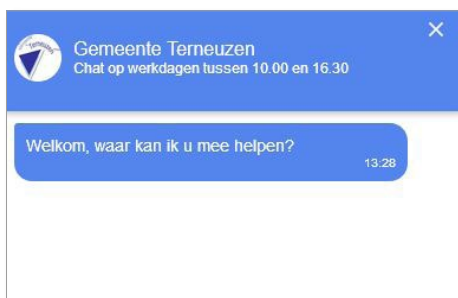 Terneuzen
Gemeente Terneuzen
Chat op werkdagen tussen 10.00 en 16.30
Welkom, waar kan ik u mee helpen?
13:28